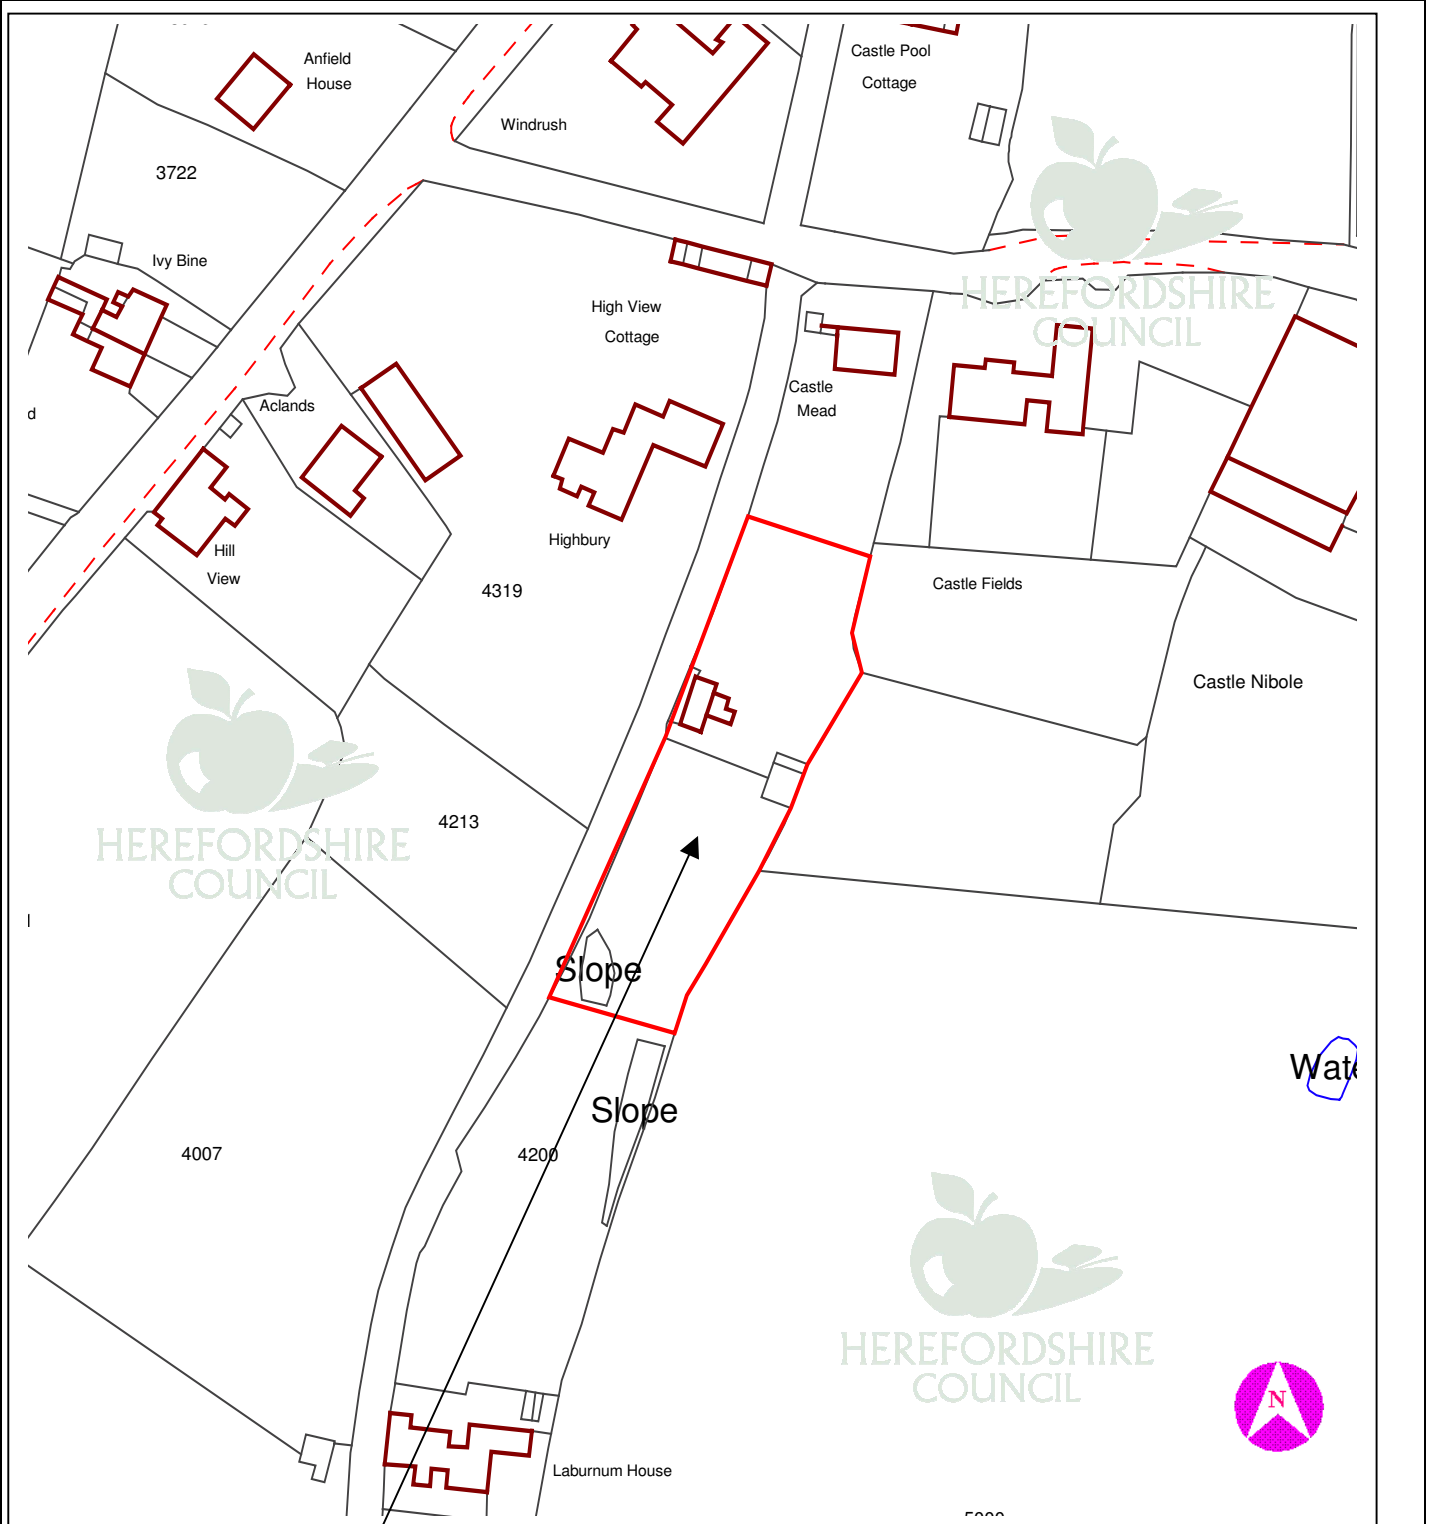 Anfield
House
Castle Pool
Cottage
Windrush
3722
Ivy Bine
HEREFORDSHIRE
COUNCIL
High View
Cottage
Castle
Mead
d
Aclands
Highbury
Hill
View
4319
Castle Fields
Castle Nibole
4213
HEREFORDSHIRE
COUNCIL
Slope
Wate
Slope
4007
4200
HEREFORDSHIRE
COUNCIL
N
Laburnum House